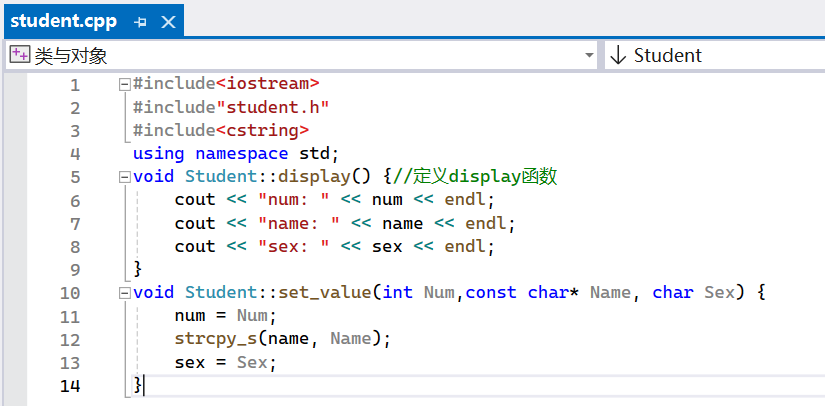 student.cpp
类与对象 Student
1 #include<iostream>
2 #include"student.h"
3 #include<cstring>
4 using namespace std;
5 void Student::display() {//定义display函数
6 cout << "num: " << num << endl;
7 cout << "name: " << name << endl;
8 cout << "sex: " << sex << endl;
9 }
10 void Student::set_value(int Num,const char* Name, char Sex) {
11 num = Num;
12 strcpy_s(name, Name);
13 sex = Sex;
14 }